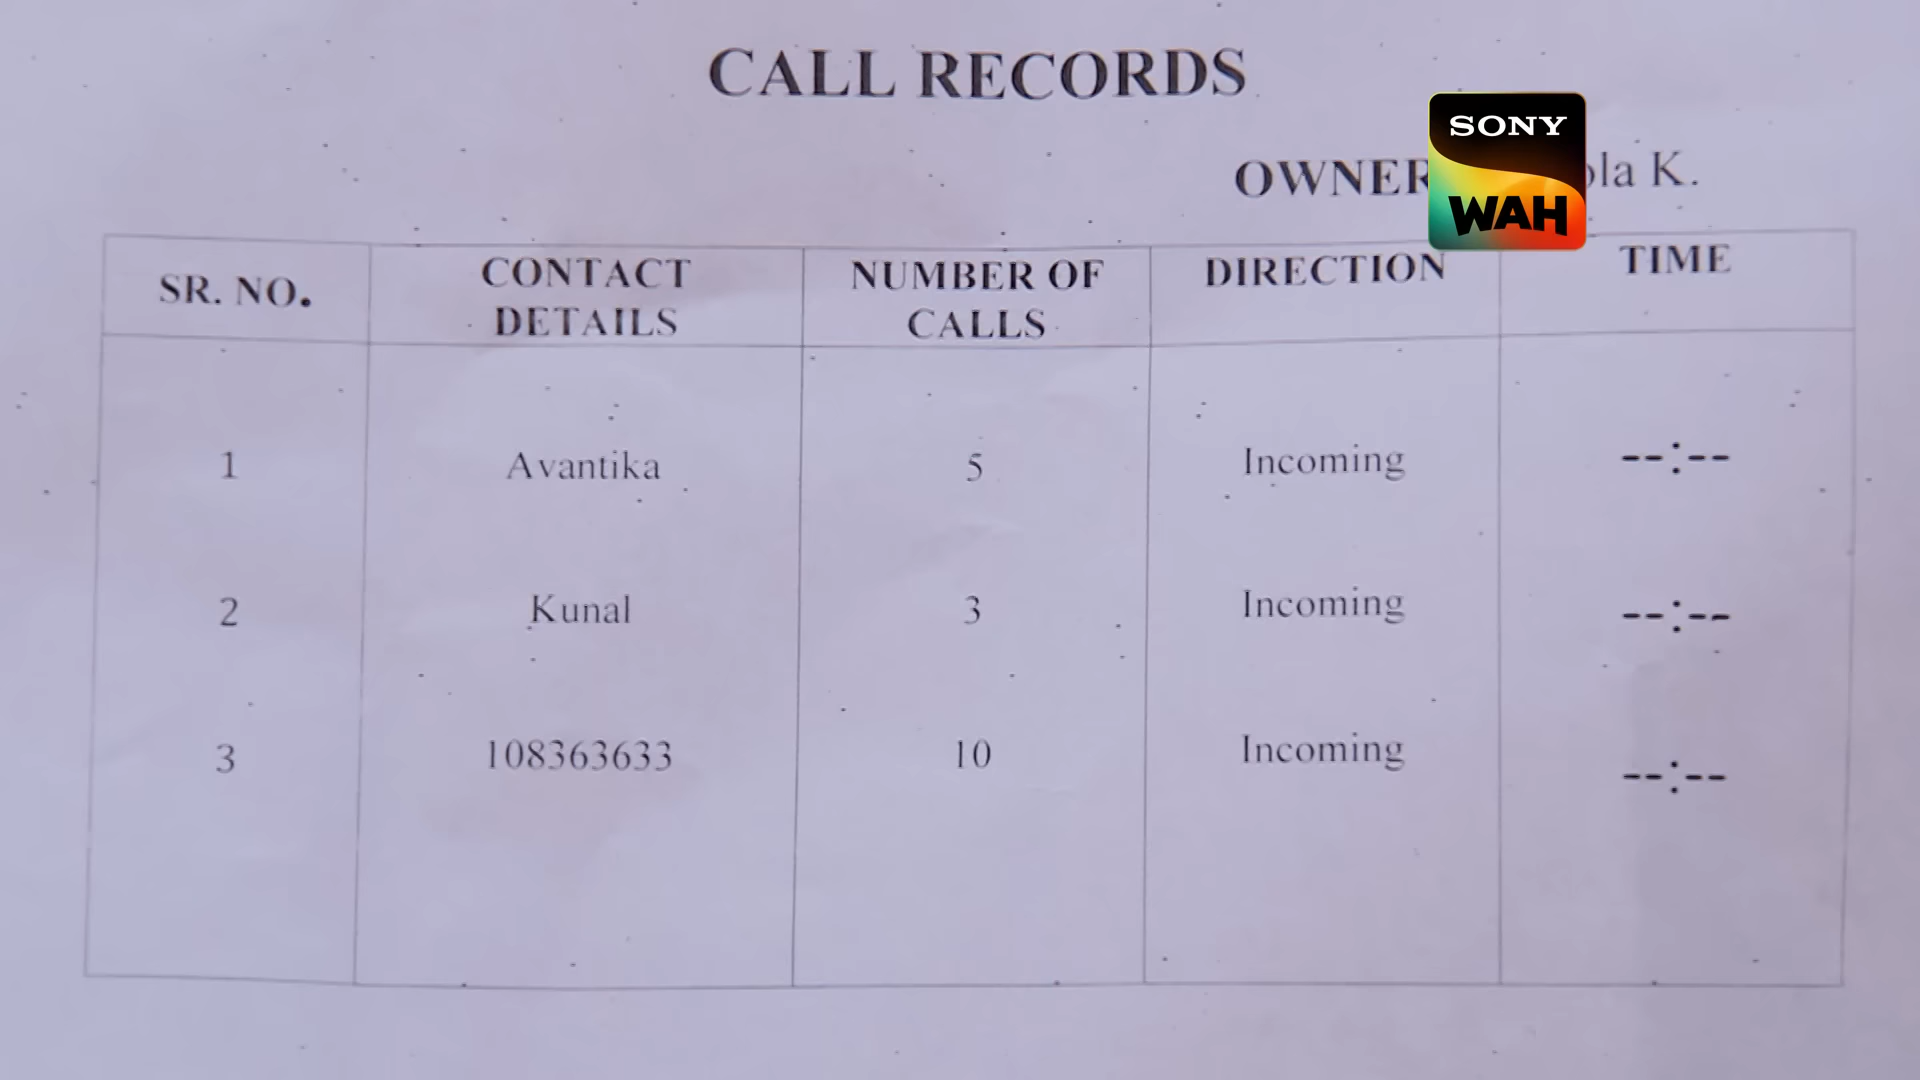 CALL RECORDS
SONY
WAH
OWNER K.
SR. NO. CONTACT DETAILS NUMBER OF CALLS DIRECTION TIME
1 Avantika 5 Incoming --:--
2 Kunal 3 Incoming --:--
3 108363633 10 Incoming --:--